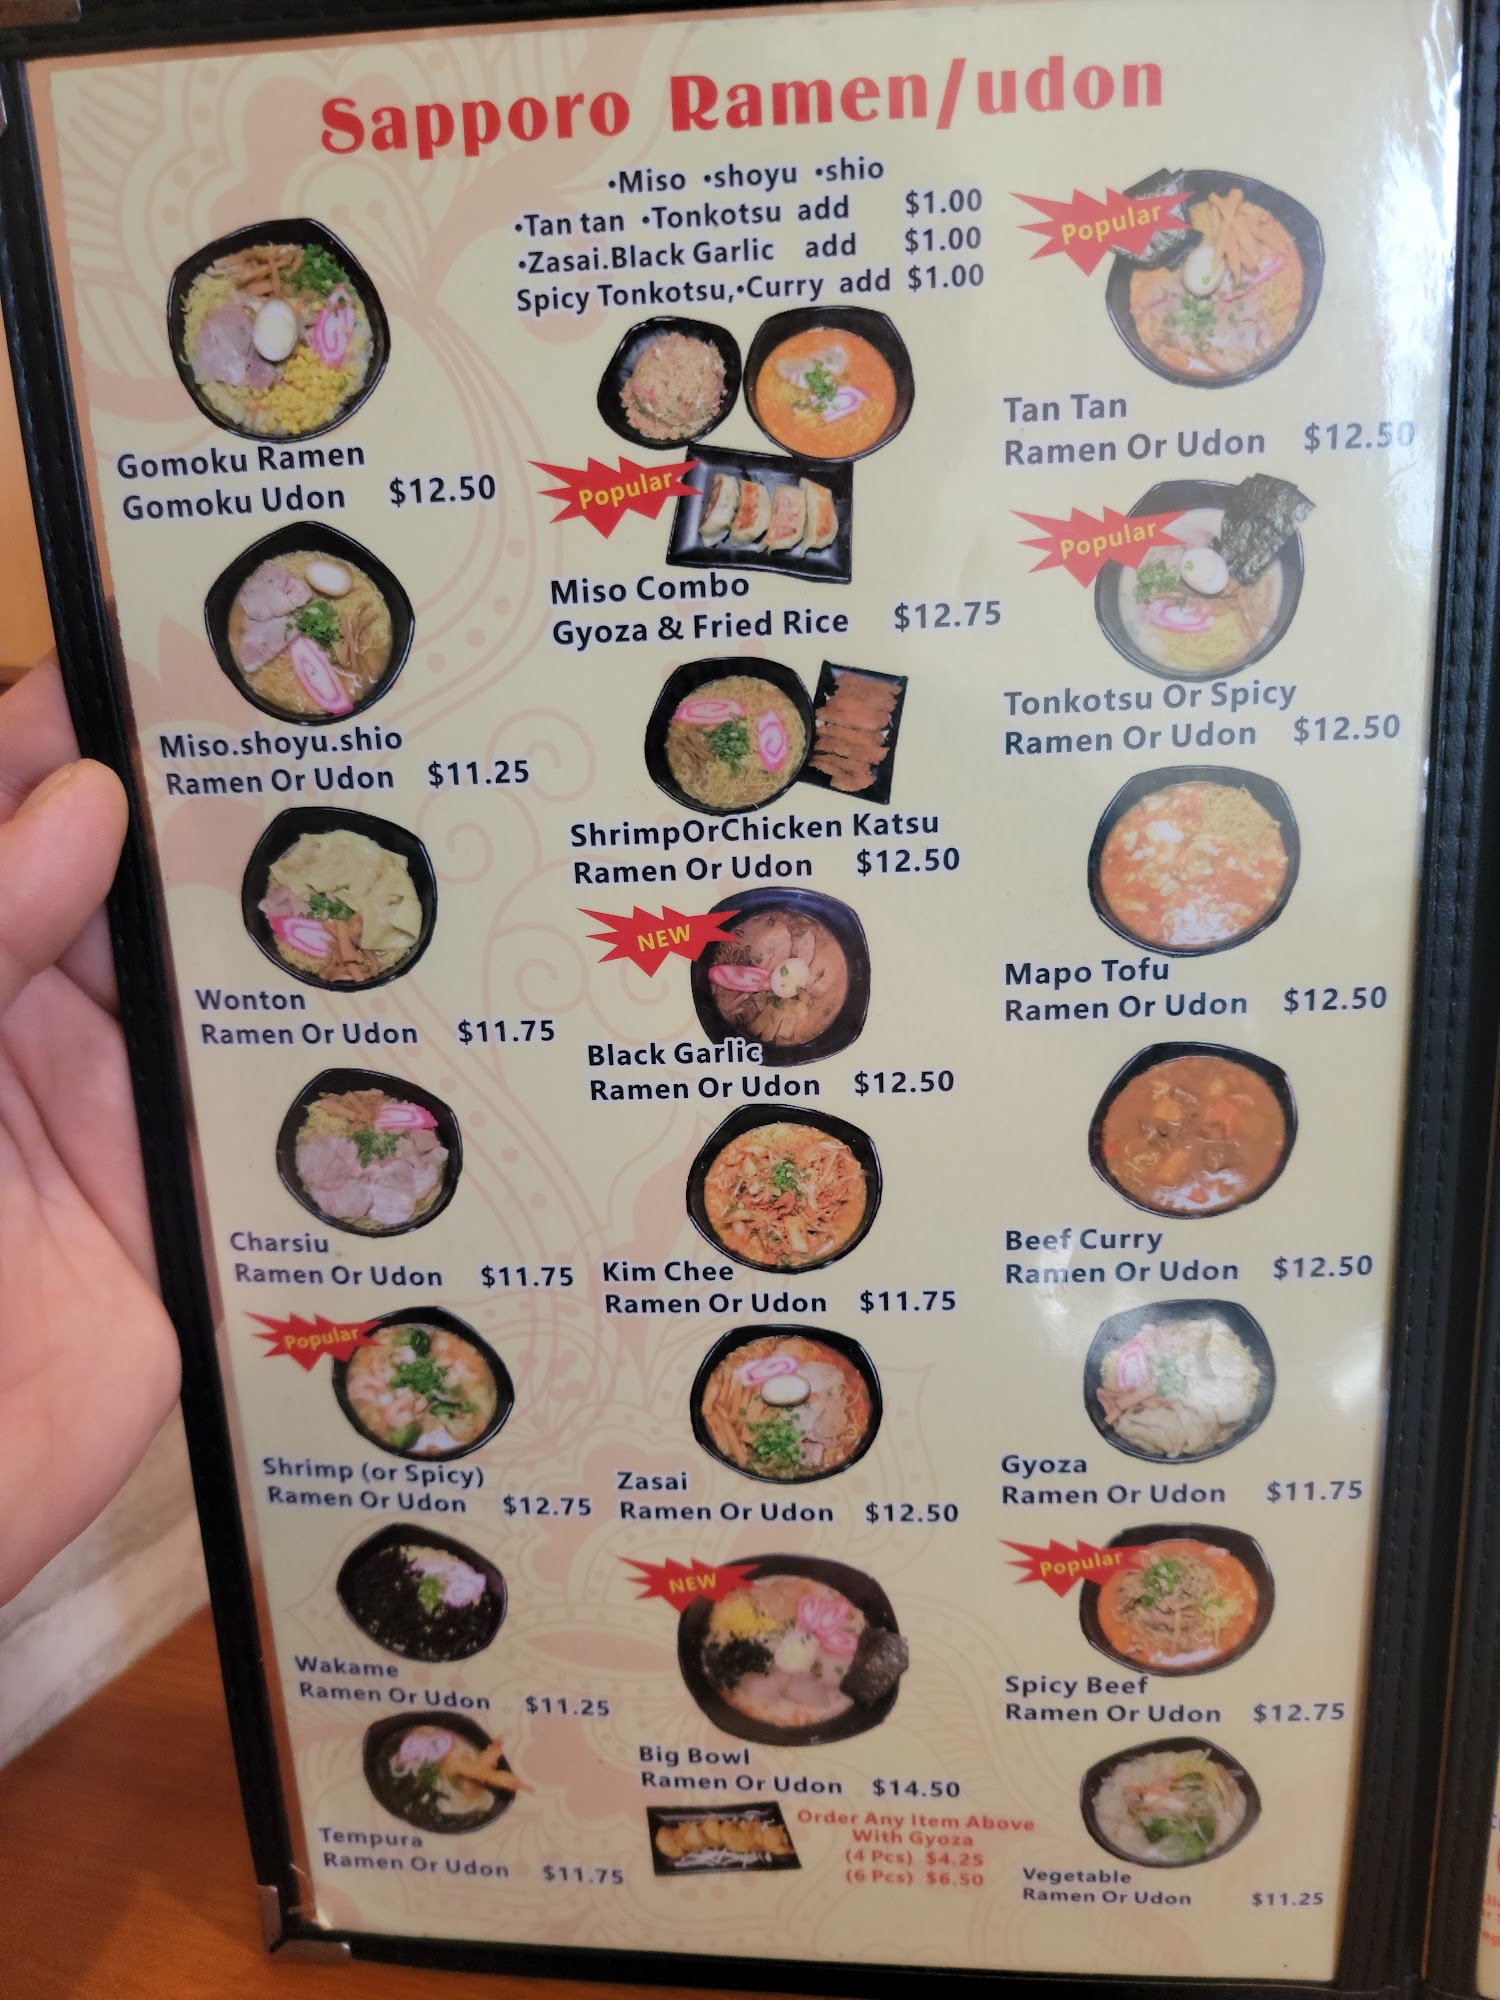 Sapporo Ramen/udon
•Miso •shoyu •shio
•Tan tan •Tonkotsu add $1.00
•Zasai.Black Garlic add $1.00
Spicy Tonkotsu,•Curry add $1.00
Gomoku Ramen
Gomoku Udon $12.50
Miso.shoyu.shio
Ramen Or Udon $11.25
Wonton
Ramen Or Udon $11.75
Charsiu
Ramen Or Udon $11.75
Popular
Shrimp (or Spicy)
Ramen Or Udon $12.75
Wakame
Ramen Or Udon $11.25
Tempura
Ramen Or Udon $11.75
Popular
Miso Combo
Gyoza & Fried Rice $12.75
ShrimpOrChicken Katsu
Ramen Or Udon $12.50
NEW
Black Garlic
Ramen Or Udon $12.50
Kim Chee
Ramen Or Udon $11.75
Zasai
Ramen Or Udon $12.50
NEW
Big Bowl
Ramen Or Udon $14.50
Order Any Item Above
With Gyoza
(4 Pcs) $4.25
(6 Pcs) $6.50
Popular
Tan Tan
Ramen Or Udon $12.50
Popular
Tonkotsu Or Spicy
Ramen Or Udon $12.50
Mapo Tofu
Ramen Or Udon $12.50
Beef Curry
Ramen Or Udon $12.50
Gyoza
Ramen Or Udon $11.75
Popular
Spicy Beef
Ramen Or Udon $12.75
Vegetable
Ramen Or Udon $11.25